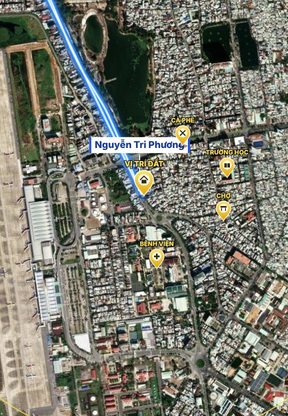 CÀ PHÊ
Nguyễn Tri Phương
TRƯỜNG HỌC
VỊ TRÍ ĐẤT
CHỢ
BỆNH VIỆN